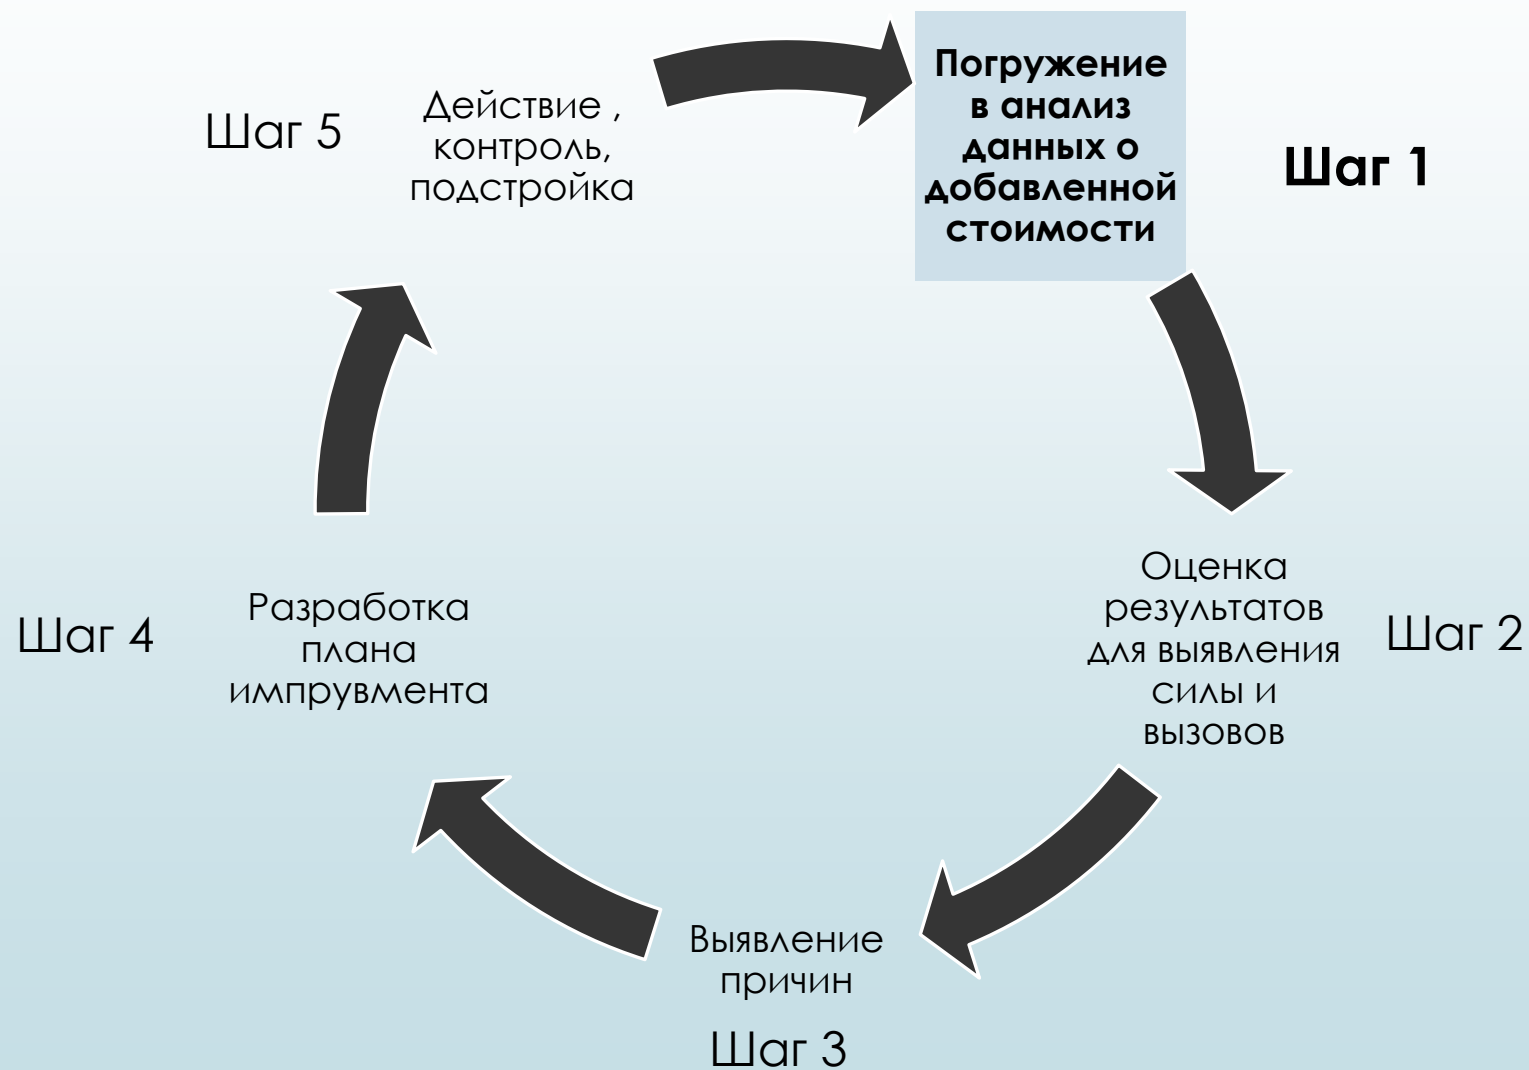 Погружение
в анализ
данных о
добавленной
стоимости
Шаг 1
Оценка
результатов
для выявления
силы и
вызовов
Шаг 2
Выявление
причин
Шаг 3
Разработка
плана
импрувмента
Шаг 4
Действие ,
контроль,
подстройка
Шаг 5